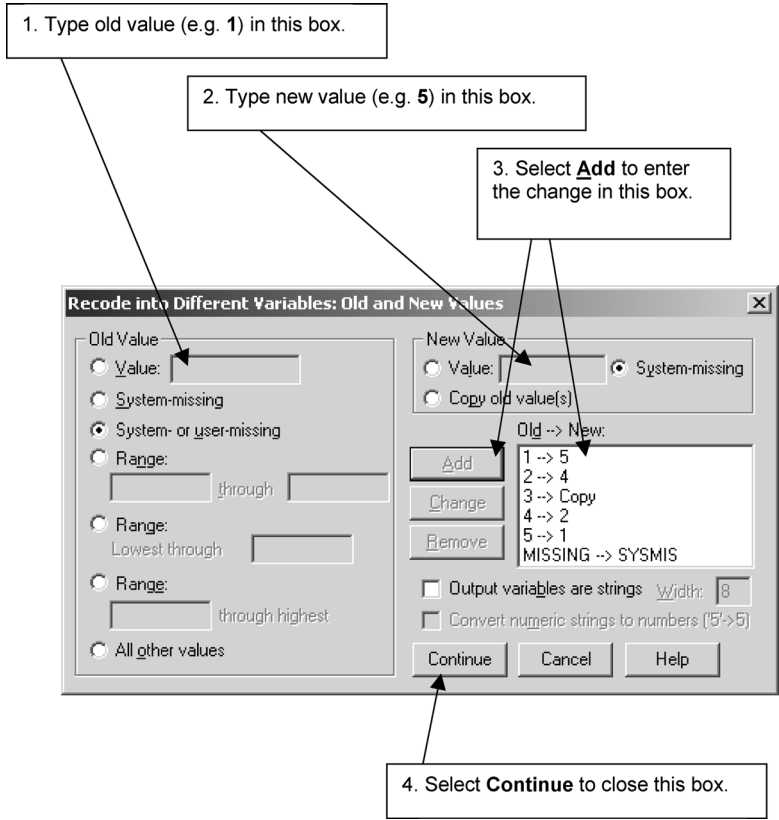 1. Type old value (e.g. 1) in this box.
2. Type new value (e.g. 5) in this box.
3. Select Add to enter
the change in this box.
Recode into Different Variables: Old and New Values
Old Value
Value:
System-missing
System- or user-missing
Range:
through
Range:
Lowest through
Range:
through highest
All other values
New Value
Value:
System-missing
Copy old value(s)
Old --> New:
Add
Change
Remove
1 --> 5
2 --> 4
3 --> Copy
4 --> 2
5 --> 1
MISSING --> SYSMIS
Output variables are strings Width: 8
Convert numeric strings to numbers ('5'->5)
Continue Cancel Help
4. Select Continue to close this box.